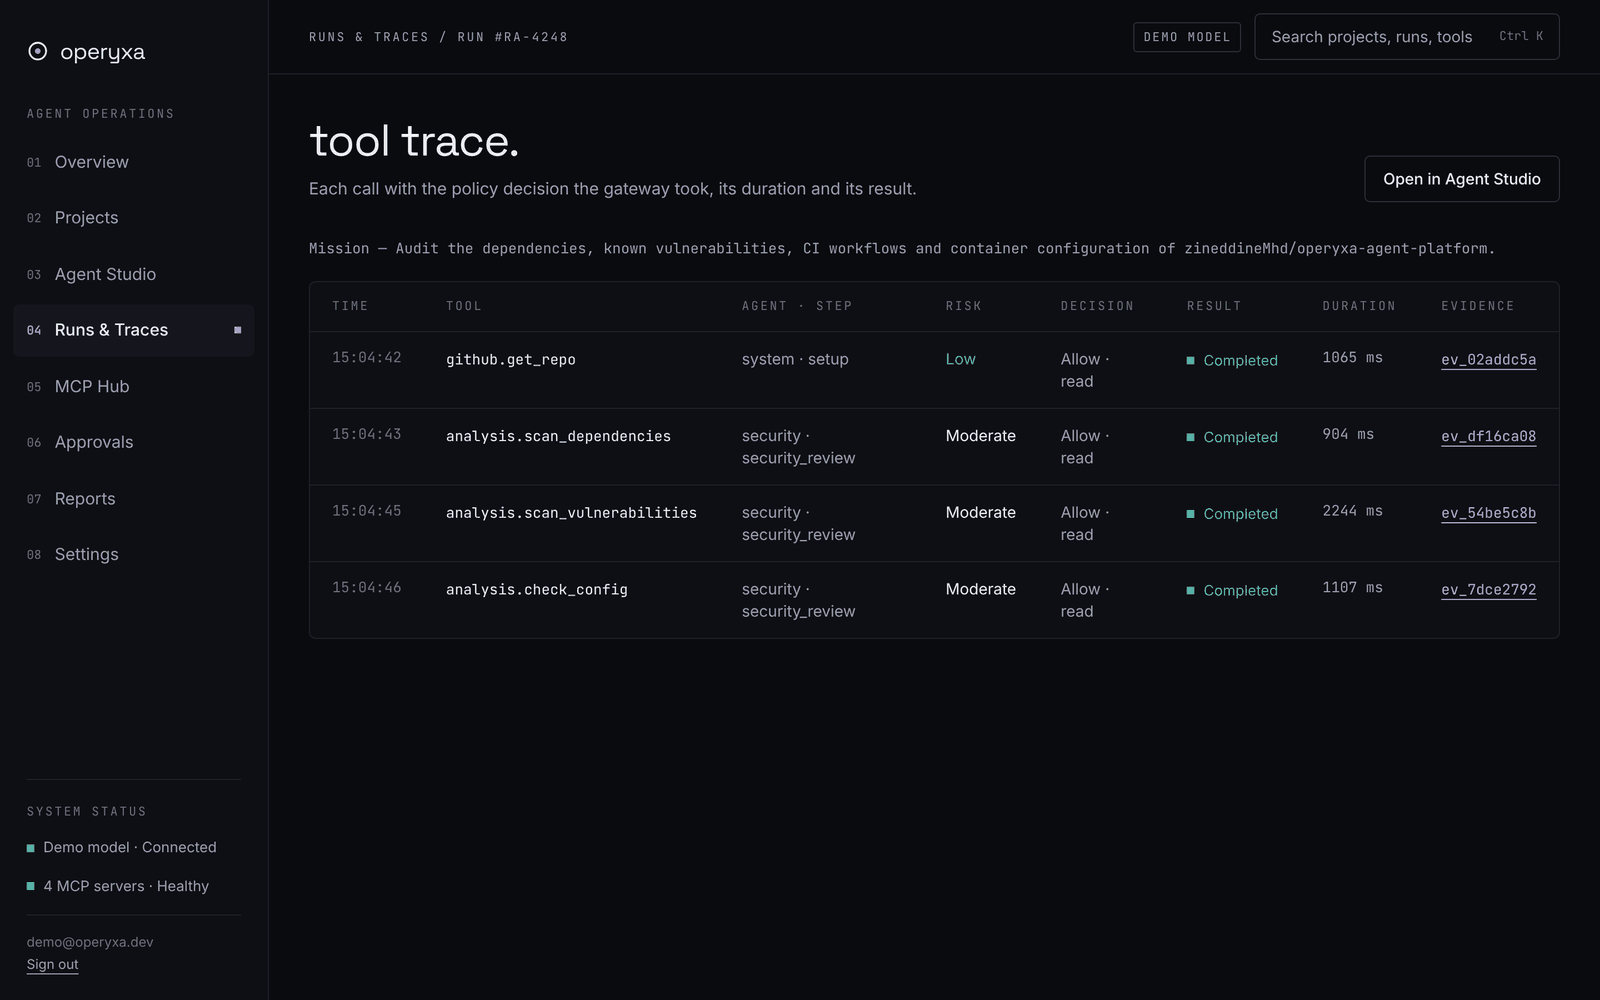 operyxa
AGENT OPERATIONS
01 Overview
02 Projects
03 Agent Studio
04 Runs & Traces
05 MCP Hub
06 Approvals
07 Reports
08 Settings
SYSTEM STATUS
Demo model · Connected
4 MCP servers · Healthy
demo@operyxa.dev
Sign out
RUNS & TRACES / RUN #RA-4248
DEMO MODEL
Search projects, runs, tools Ctrl K
tool trace.
Each call with the policy decision the gateway took, its duration and its result.
Open in Agent Studio
Mission — Audit the dependencies, known vulnerabilities, CI workflows and container configuration of zineddineMhd/operyxa-agent-platform.
TIME TOOL AGENT · STEP RISK DECISION RESULT DURATION EVIDENCE
15:04:42 github.get_repo system · setup Low Allow · Completed 1065 ms ev_02addc5a
read
15:04:43 analysis.scan_dependencies security · Moderate Allow · Completed 904 ms ev_df16ca08
security_review read
15:04:45 analysis.scan_vulnerabilities security · Moderate Allow · Completed 2244 ms ev_54be5c8b
security_review read
15:04:46 analysis.check_config security · Moderate Allow · Completed 1107 ms ev_7dce2792
security_review read